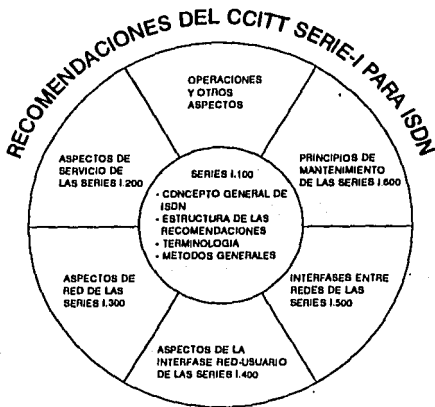 RECOMENDACIONES DEL CCITT SERIE-I PARA ISDN
OPERACIONES
Y OTROS
ASPECTOS
ASPECTOS DE
SERVICIO DE
LAS SERIES I.200
PRINCIPIOS DE
MANTENIMIENTO
DE LAS SERIES I.600
SERIES I.100
• CONCEPTO GENERAL DE
ISDN
• ESTRUCTURA DE LAS
RECOMENDACIONES
• TERMINOLOGIA
• METODOS GENERALES
ASPECTOS DE
RED DE LAS
SERIES I.300
INTERFASES ENTRE
REDES DE LAS
SERIES I.500
ASPECTOS DE LA
INTERFASE RED-USUARIO
DE LAS SERIES I.400